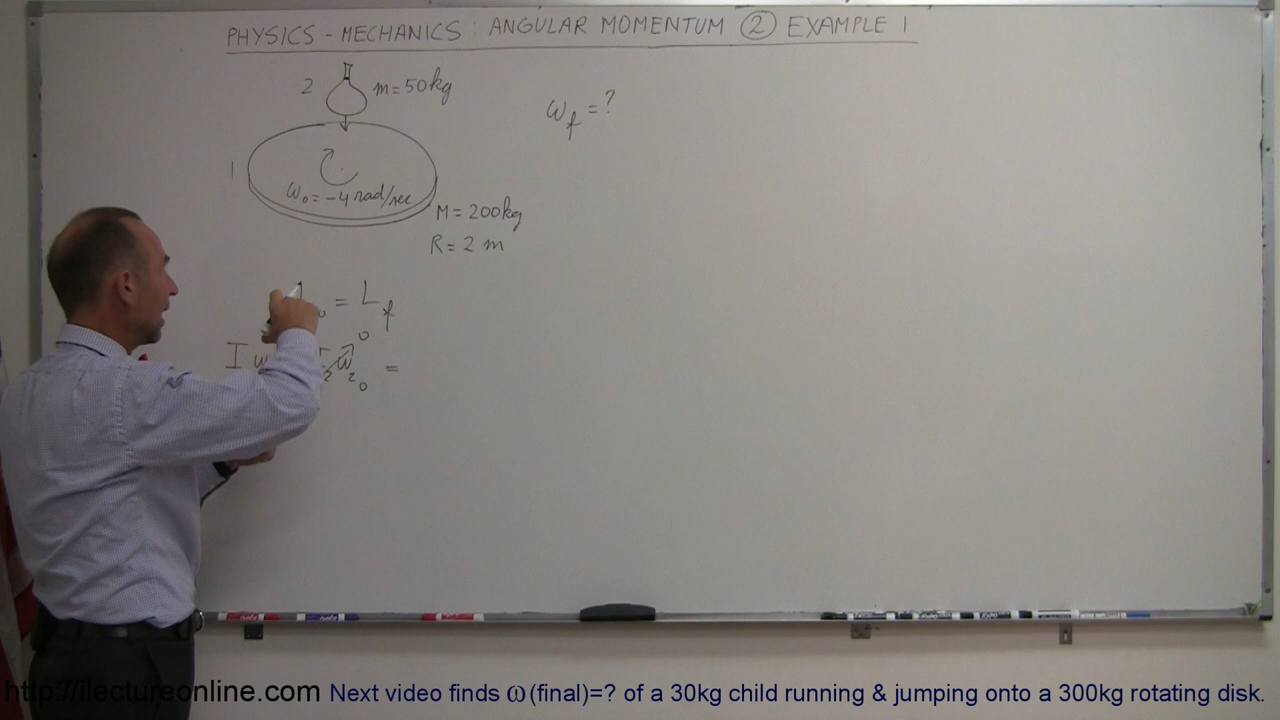 PHYSICS - MECHANICS : ANGULAR MOMENTUM ② EXAMPLE 1
2 m = 50kg
ω_f = ?
1
ω₀ = -4 rad/sec
M = 200kg
R = 2 m
= L_f
0
I ω ₂ ω₂₀ =
http://ilectureonline.com Next video finds ω (final)=? of a 30kg child running & jumping onto a 300kg rotating disk.